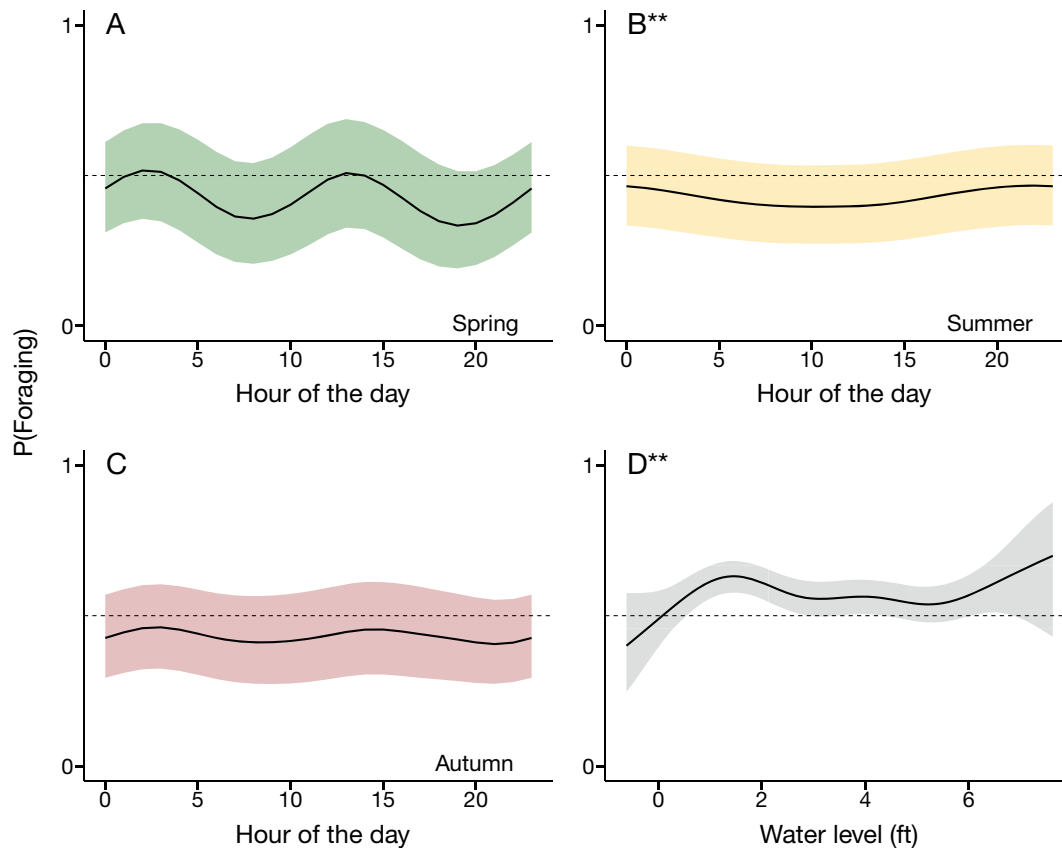 P(Foraging)
A
1
0
Spring
0 5 10 15 20
Hour of the day
B**
1
0
Summer
0 5 10 15 20
Hour of the day
C
1
0
Autumn
0 5 10 15 20
Hour of the day
D**
1
0
0 2 4 6
Water level (ft)